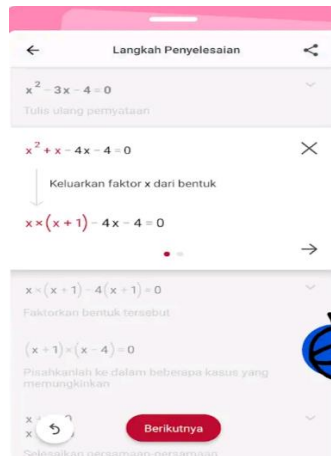 Langkah Penyelesaian
x² - 3x - 4 = 0
Tulis ulang pernyataan
x² + x - 4x - 4 = 0
Keluarkan faktor x dari bentuk
x × (x + 1) - 4x - 4 = 0
x × (x + 1) - 4(x + 1) = 0
Faktorkan bentuk tersebut
(x + 1) × (x - 4) = 0
Pisahkanlah ke dalam beberapa kasus yang
memungkinkan
x
x
Berikutnya
Selesaikan persamaan-persamaan